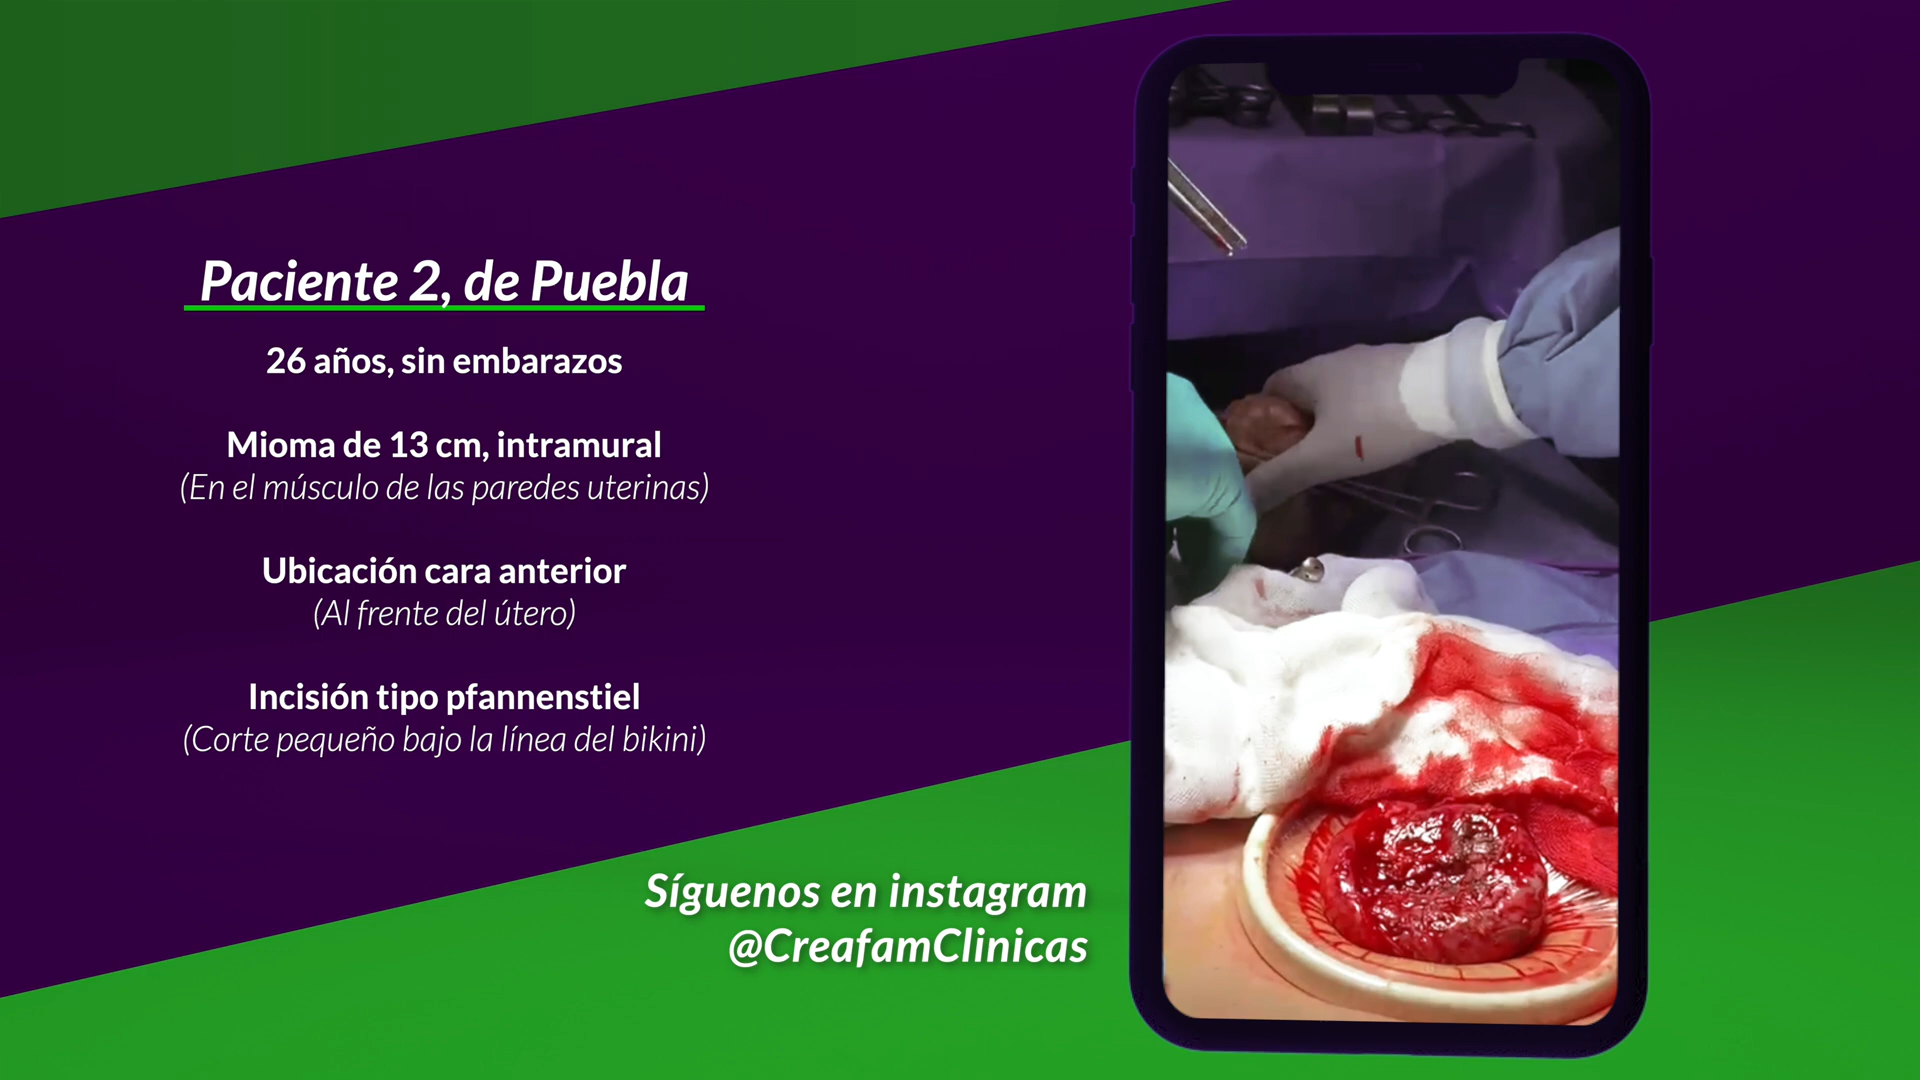 Paciente 2, de Puebla
26 años, sin embarazos
Mioma de 13 cm, intramural
(En el músculo de las paredes uterinas)
Ubicación cara anterior
(Al frente del útero)
Incisión tipo pfannenstiel
(Corte pequeño bajo la línea del bikini)
Síguenos en instagram
@CreafamClinicas